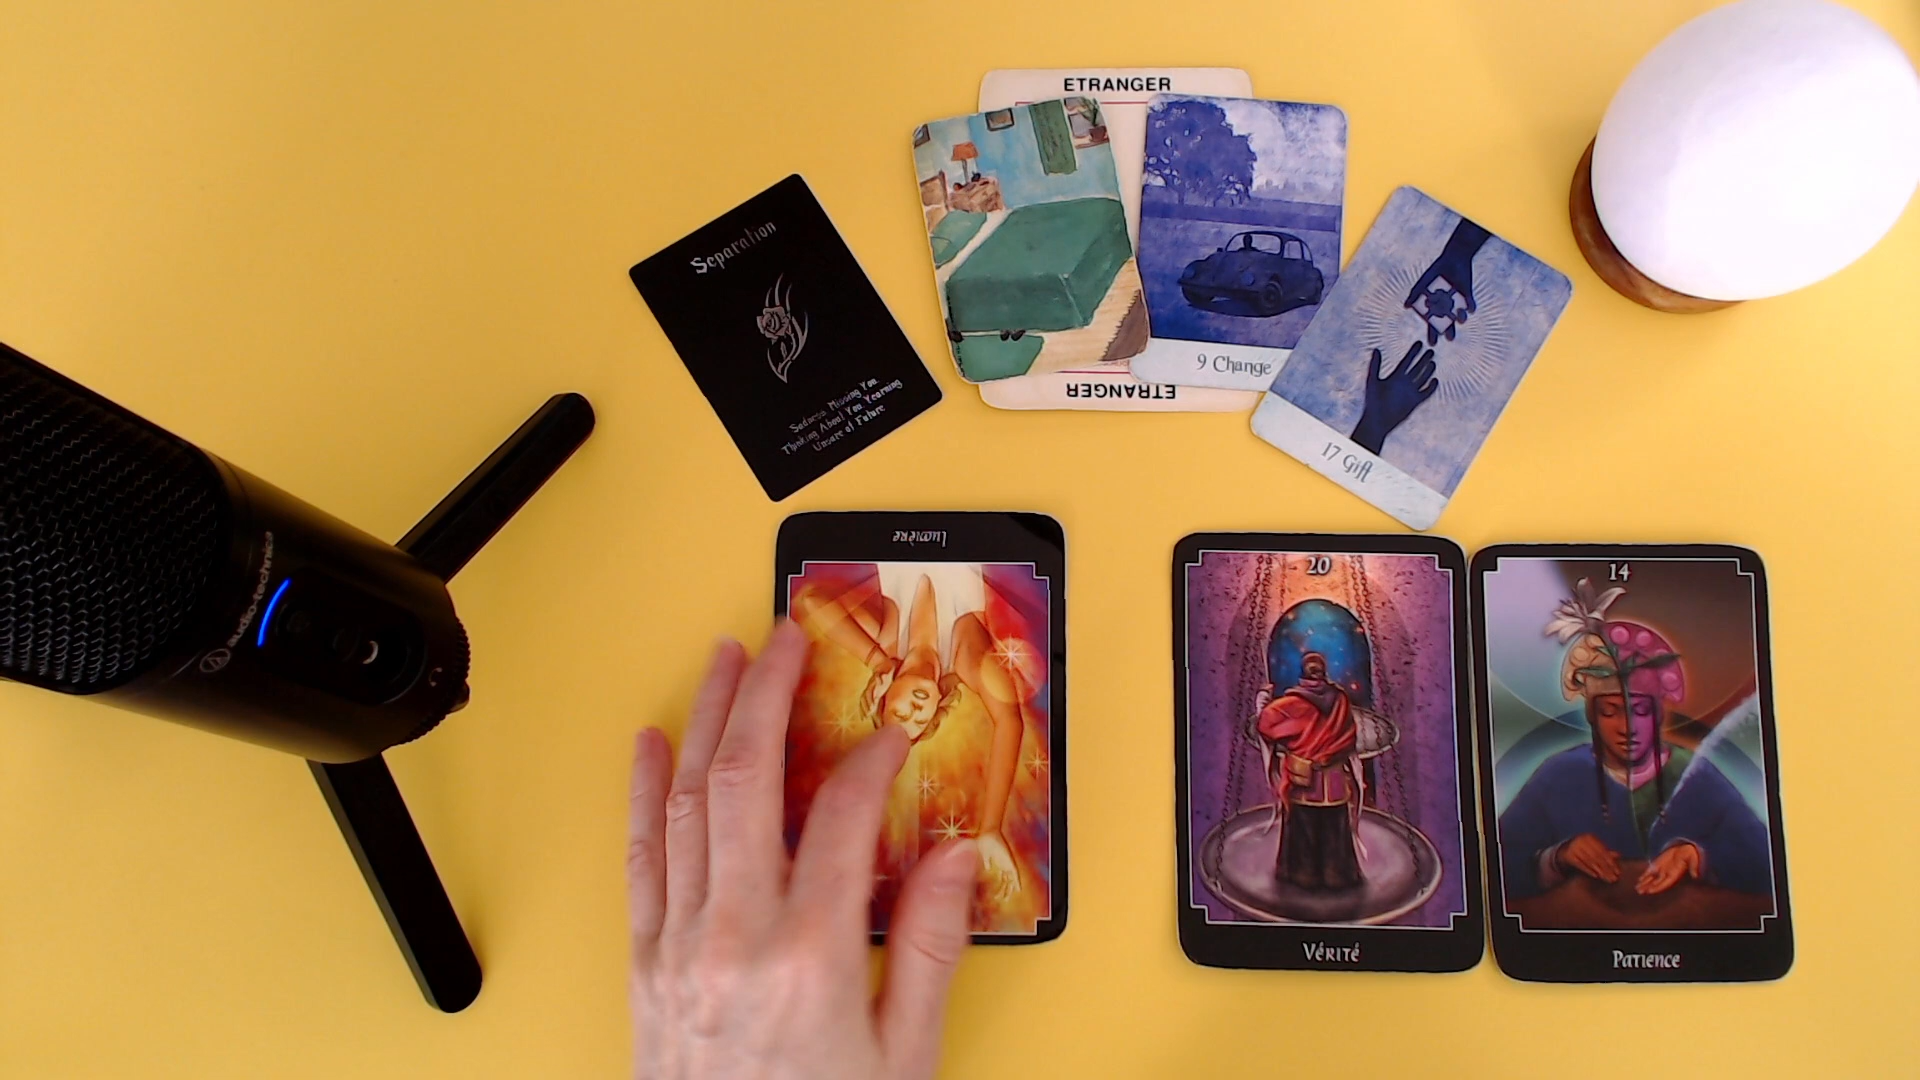 ETRANGER
Separation
Sadness Missing You
Thinking About You Yearning
Unsure of Future
9 Change
ETRANGER
17 Gift
audio-technica
Lumière
20
Vérité
14
Patience